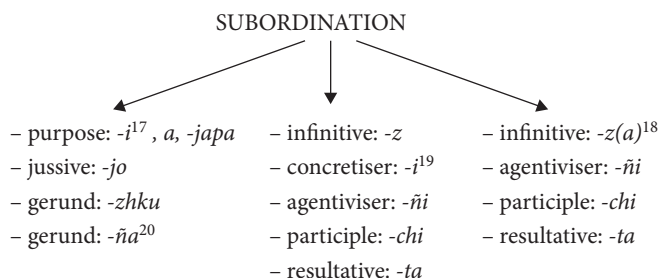 SUBORDINATION
– purpose: -i17 , a, -japa – infinitive: -z – infinitive: -z(a)18
– jussive: -jo – concretiser: -i19 – agentiviser: -ñi
– gerund: -zhku – agentiviser: -ñi – participle: -chi
– gerund: -ña20 – participle: -chi – resultative: -ta
– resultative: -ta